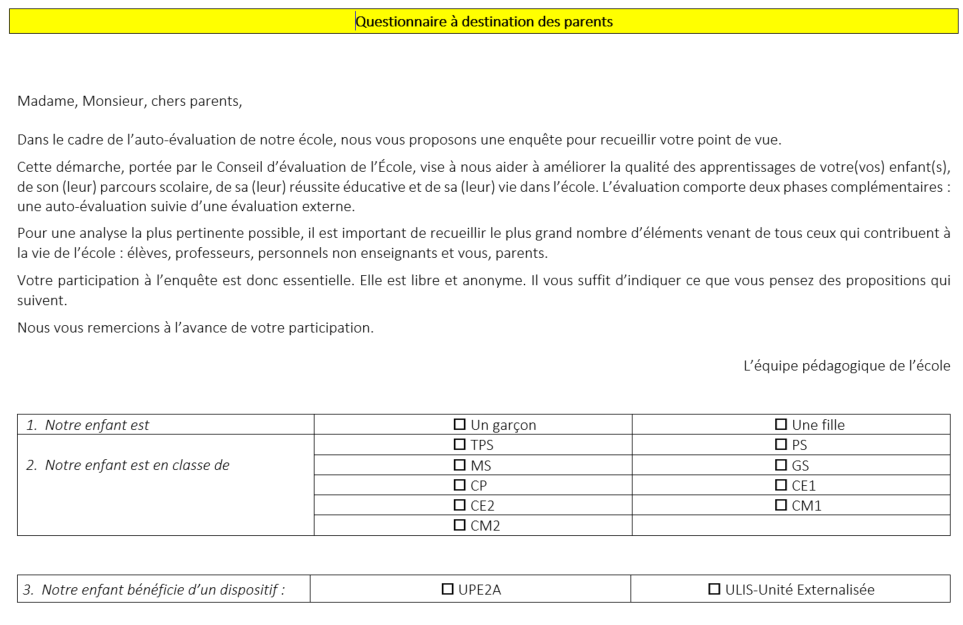 Questionnaire à destination des parents
Madame, Monsieur, chers parents,
Dans le cadre de l'auto-évaluation de notre école, nous vous proposons une enquête pour recueillir votre point de vue.
Cette démarche, portée par le Conseil d'évaluation de l'École, vise à nous aider à améliorer la qualité des apprentissages de votre(vos) enfant(s),
de son (leur) parcours scolaire, de sa (leur) réussite éducative et de sa (leur) vie dans l'école. L'évaluation comporte deux phases complémentaires :
une auto-évaluation suivie d'une évaluation externe.
Pour une analyse la plus pertinente possible, il est important de recueillir le plus grand nombre d'éléments venant de tous ceux qui contribuent à
la vie de l'école : élèves, professeurs, personnels non enseignants et vous, parents.
Votre participation à l'enquête est donc essentielle. Elle est libre et anonyme. Il vous suffit d'indiquer ce que vous pensez des propositions qui
suivent.
Nous vous remercions à l'avance de votre participation.
L'équipe pédagogique de l'école
1. Notre enfant est ☐ Un garçon ☐ Une fille
☐ TPS ☐ PS
2. Notre enfant est en classe de ☐ MS ☐ GS
☐ CP ☐ CE1
☐ CE2 ☐ CM1
☐ CM2
3. Notre enfant bénéficie d'un dispositif : ☐ UPE2A ☐ ULIS-Unité Externalisée